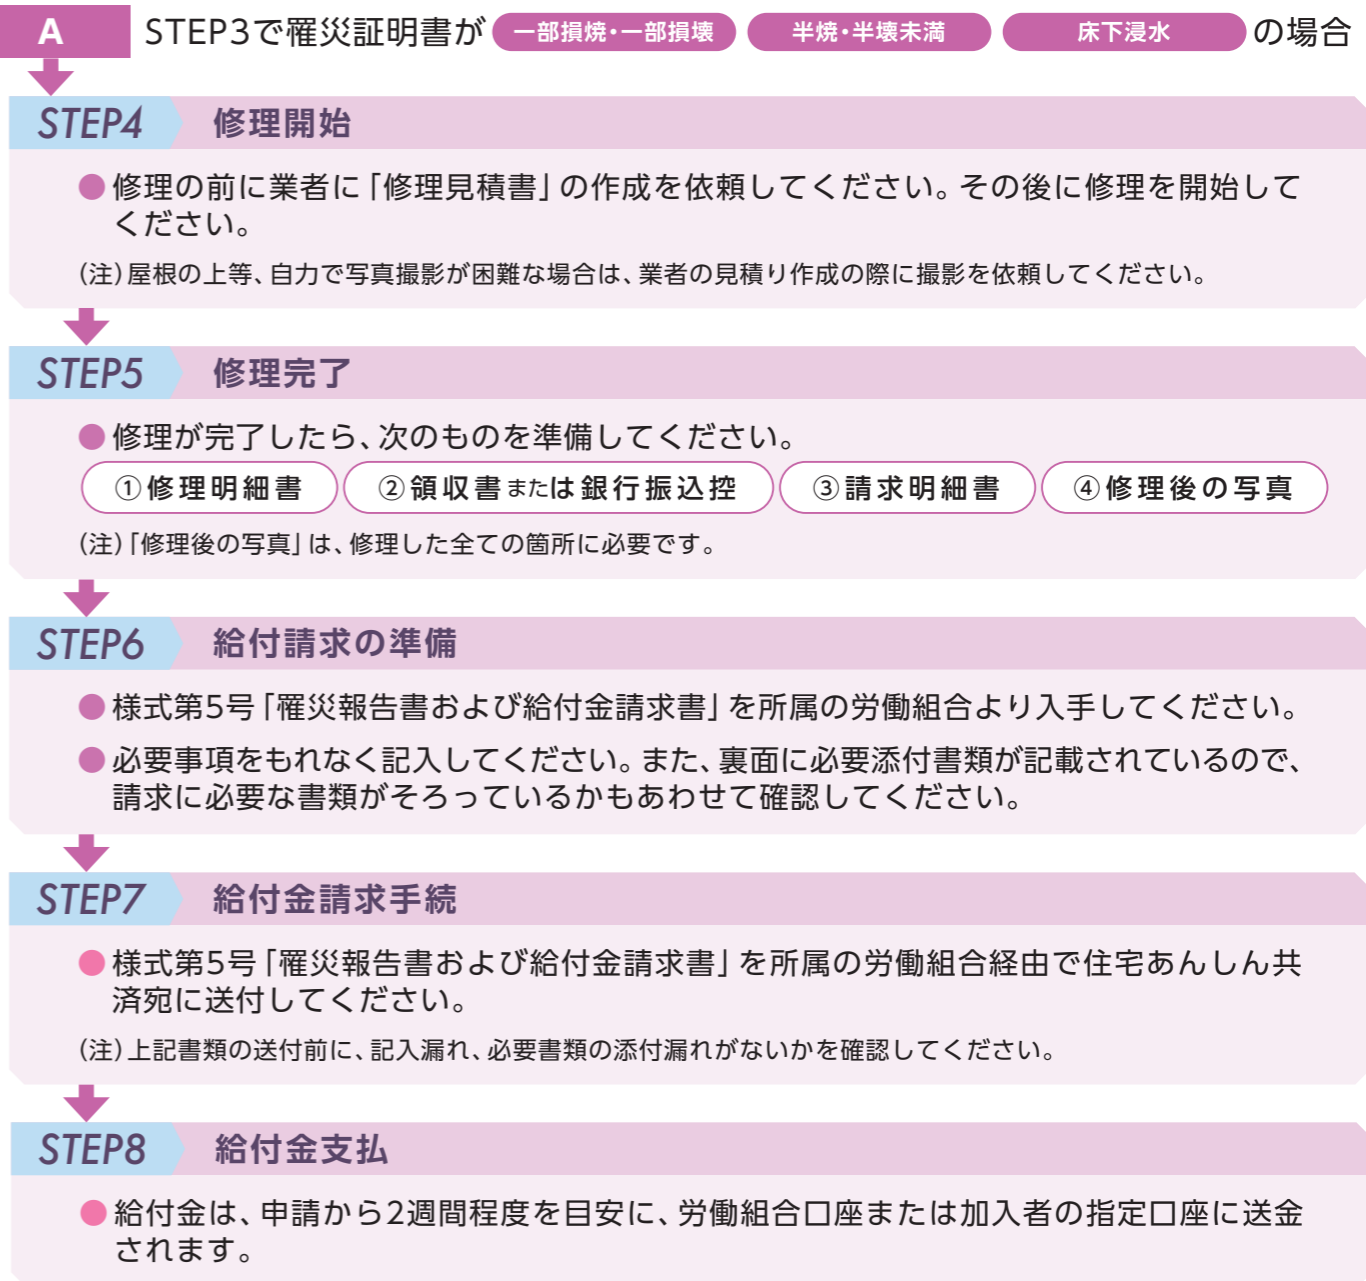 A STEP3で罹災証明書が 一部損焼・一部損壊 半焼・半壊未満 床下浸水 の場合
STEP4 修理開始
●修理の前に業者に「修理見積書」の作成を依頼してください。その後に修理を開始して
ください。
(注)屋根の上等、自力で写真撮影が困難な場合は、業者の見積り作成の際に撮影を依頼してください。
STEP5 修理完了
●修理が完了したら、次のものを準備してください。
①修理明細書 ②領収書または銀行振込控 ③請求明細書 ④修理後の写真
(注)「修理後の写真」は、修理した全ての箇所に必要です。
STEP6 給付請求の準備
●様式第5号「罹災報告書および給付金請求書」を所属の労働組合より入手してください。
●必要事項をもれなく記入してください。また、裏面に必要添付書類が記載されているので、
請求に必要な書類がそろっているかもあわせて確認してください。
STEP7 給付金請求手続
●様式第5号「罹災報告書および給付金請求書」を所属の労働組合経由で住宅あんしん共
済宛に送付してください。
(注)上記書類の送付前に、記入漏れ、必要書類の添付漏れがないかを確認してください。
STEP8 給付金支払
●給付金は、申請から2週間程度を目安に、労働組合口座または加入者の指定口座に送金
されます。